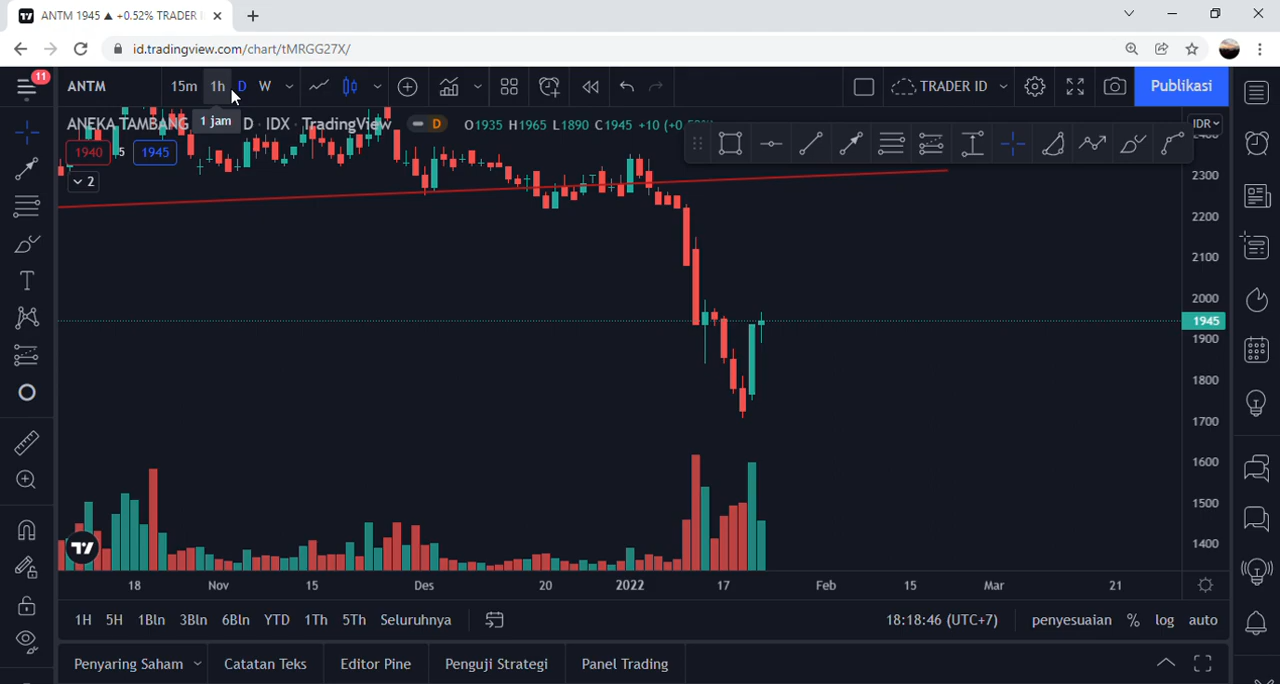 ANTM 1945 ▲ +0.52% TRADER
id.tradingview.com/chart/tMRGG27X/
11
ANTM 15m 1h D W TRADER ID Publikasi
1 jam
ANEKA TAMBANG D · IDX · TradingView D O1935 H1965 L1890 C1945 +10
IDR
1940 5 1945
2
2300
2200
2100
2000
1945
1900
1800
1700
1600
1500
1400
18 Nov 15 Des 20 2022 17 Feb 15 Mar 21
1H 5H 1Bln 3Bln 6Bln YTD 1Th 5Th Seluruhnya 18:18:46 (UTC+7) penyesuaian % log auto
Penyaring Saham Catatan Teks Editor Pine Penguji Strategi Panel Trading